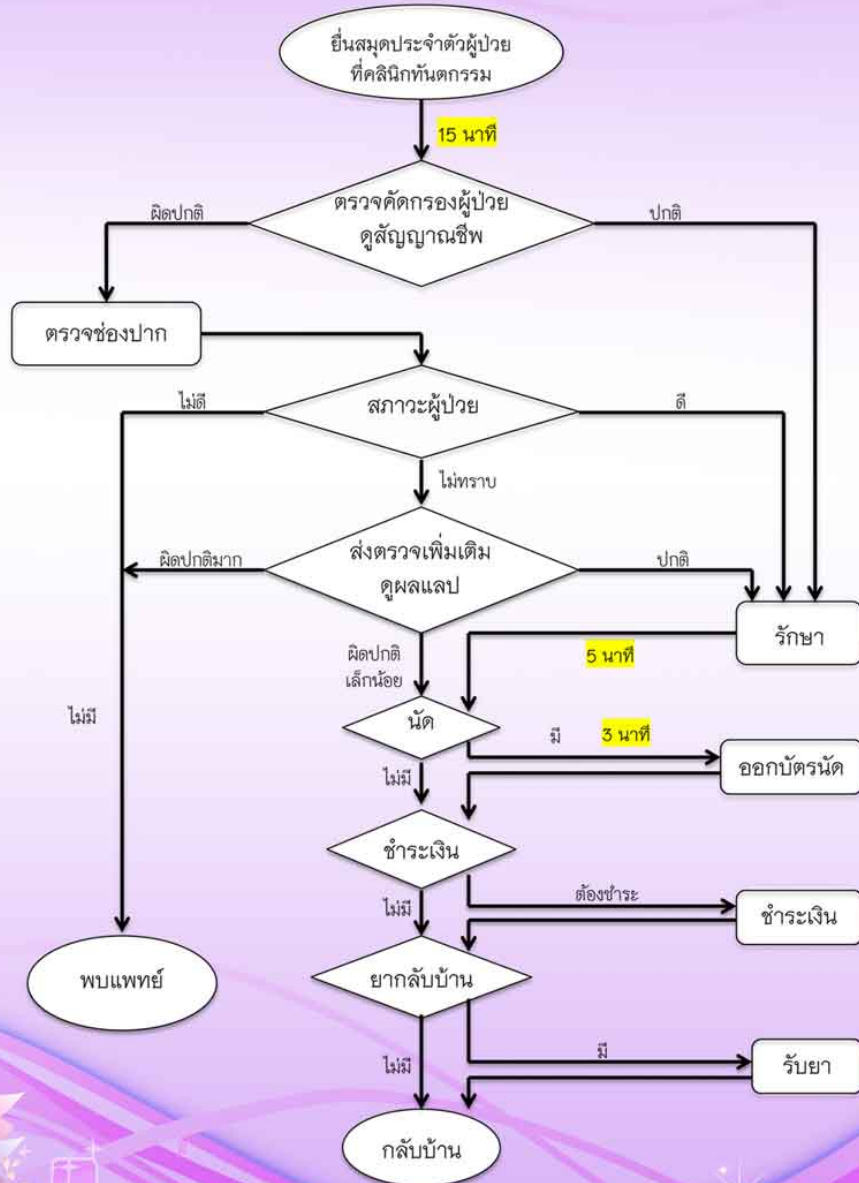 ยื่นสมุดประจำตัวผู้ป่วย
ที่คลินิกทันตกรรม
15 นาที
ตรวจคัดกรองผู้ป่วย
ดูสัญญาณชีพ
ผิดปกติ
ปกติ
ตรวจช่องปาก
สภาวะผู้ป่วย
ไม่ดี
ดี
ไม่ทราบ
ส่งตรวจเพิ่มเติม
ดูผลแลป
ผิดปกติมาก
ปกติ
รักษา
ผิดปกติ
เล็กน้อย
5 นาที
ไม่มี
นัด
มี
3 นาที
ออกบัตรนัด
ไม่มี
ชำระเงิน
ต้องชำระ
ชำระเงิน
ไม่มี
พบแพทย์
ยากลับบ้าน
มี
รับยา
ไม่มี
กลับบ้าน